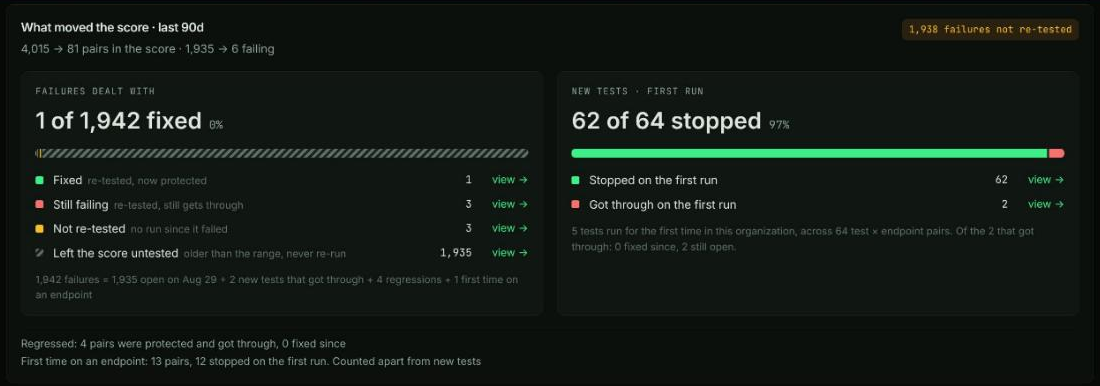 What moved the score · last 90d
1,938 failures not re-tested
4,015 → 81 pairs in the score · 1,935 → 6 failing
FAILURES DEALT WITH
1 of 1,942 fixed 0%
Fixed re-tested, now protected 1 view →
Still failing re-tested, still gets through 3 view →
Not re-tested no run since it failed 3 view →
Left the score untested older than the range, never re-run 1,935 view →
1,942 failures = 1,935 open on Aug 29 + 2 new tests that got through + 4 regressions + 1 first time on
an endpoint
NEW TESTS · FIRST RUN
62 of 64 stopped 97%
Stopped on the first run 62 view →
Got through on the first run 2 view →
5 tests run for the first time in this organization, across 64 test × endpoint pairs. Of the 2 that got
through: 0 fixed since, 2 still open.
Regressed: 4 pairs were protected and got through, 0 fixed since
First time on an endpoint: 13 pairs, 12 stopped on the first run. Counted apart from new tests